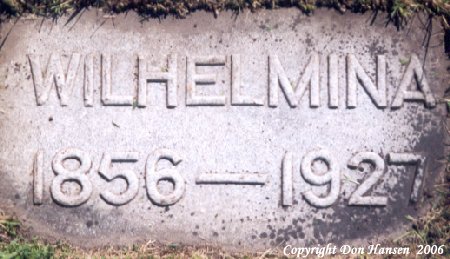 WILHELMINA
1856 — 1927
Copyright Don Hansen 2006